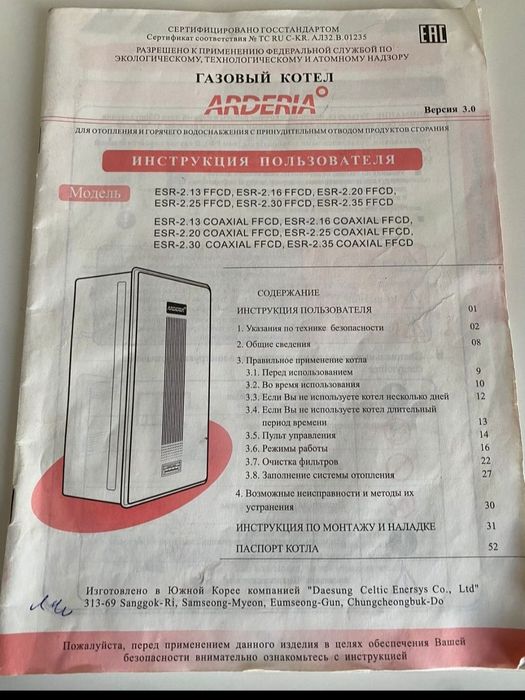 СЕРТИФИЦИРОВАНО ГОССТАНДАРТОМ
Сертификат соответствия № ТС RU C-KR. АЛ32.В.01235
EAC
РАЗРЕШЕНО К ПРИМЕНЕНИЮ ФЕДЕРАЛЬНОЙ СЛУЖБОЙ ПО
ЭКОЛОГИЧЕСКОМУ, ТЕХНОЛОГИЧЕСКОМУ И АТОМНОМУ НАДЗОРУ
ГАЗОВЫЙ КОТЕЛ
ARDERIA
Версия 3.0
ДЛЯ ОТОПЛЕНИЯ И ГОРЯЧЕГО ВОДОСНАБЖЕНИЯ С ПРИНУДИТЕЛЬНЫМ ОТВОДОМ ПРОДУКТОВ СГОРАНИЯ
ИНСТРУКЦИЯ ПОЛЬЗОВАТЕЛЯ
Модель
ESR-2.13 FFCD, ESR-2.16 FFCD, ESR-2.20 FFCD,
ESR-2.25 FFCD, ESR-2.30 FFCD, ESR-2.35 FFCD
ESR-2.13 COAXIAL FFCD, ESR-2.16 COAXIAL FFCD,
ESR-2.20 COAXIAL FFCD, ESR-2.25 COAXIAL FFCD,
ESR-2.30 COAXIAL FFCD, ESR-2.35 COAXIAL FFCD
ARDERIA
СОДЕРЖАНИЕ
ИНСТРУКЦИЯ ПОЛЬЗОВАТЕЛЯ 01
1. Указания по технике безопасности 02
2. Общие сведения 08
3. Правильное применение котла
3.1. Перед использованием 9
3.2. Во время использования 10
3.3. Если Вы не используете котел несколько дней 12
3.4. Если Вы не используете котел длительный
период времени 13
3.5. Пульт управления 14
3.6. Режимы работы 16
3.7. Очистка фильтров 22
3.8. Заполнение системы отопления 27
4. Возможные неисправности и методы их
устранения 30
ИНСТРУКЦИЯ ПО МОНТАЖУ И НАЛАДКЕ 31
ПАСПОРТ КОТЛА 52
Изготовлено в Южной Корее компанией "Daesung Celtic Enersys Co., Ltd"
313-69 Sanggok-Ri, Samseong-Myeon, Eumseong-Gun, Chungcheongbuk-Do
Пожалуйста, перед применением данного изделия в целях обеспечения Вашей
безопасности внимательно ознакомьтесь с инструкцией